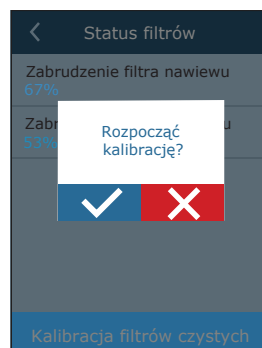 Status filtrów
Zabrudzenie filtra nawiewu
67%
Rozpocząć
kalibrację?
53%
Kalibracja filtrów czystych